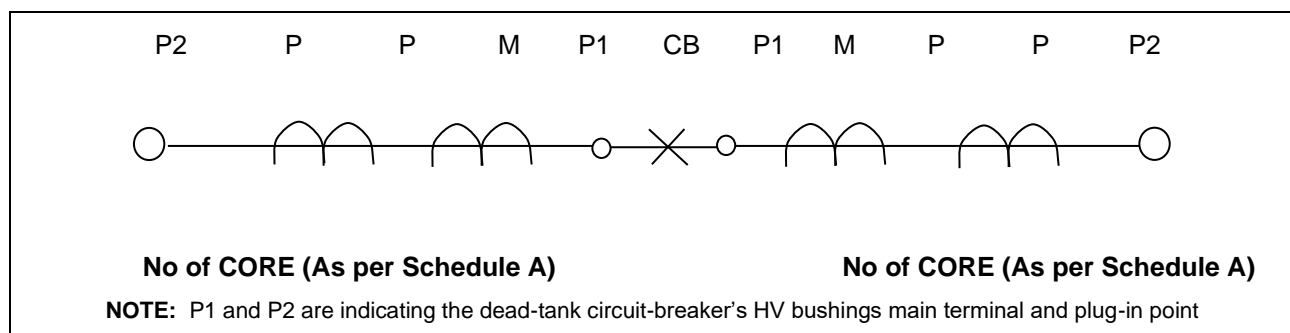 P2 P P M P1 CB P1 M P P P2
No of CORE (As per Schedule A) No of CORE (As per Schedule A)
NOTE: P1 and P2 are indicating the dead-tank circuit-breaker's HV bushings main terminal and plug-in point